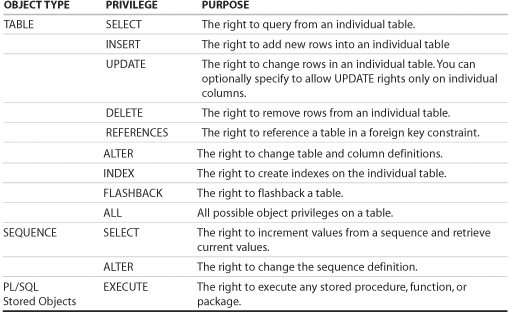 OBJECT TYPE PRIVILEGE PURPOSE
TABLE SELECT The right to query from an individual table.
INSERT The right to add new rows into an individual table
UPDATE The right to change rows in an individual table. You can
optionally specify to allow UPDATE rights only on individual
columns.
DELETE The right to remove rows from an individual table.
REFERENCES The right to reference a table in a foreign key constraint.
ALTER The right to change table and column definitions.
INDEX The right to create indexes on the individual table.
FLASHBACK The right to flashback a table.
ALL All possible object privileges on a table.
SEQUENCE SELECT The right to increment values from a sequence and retrieve
current values.
ALTER The right to change the sequence definition.
PL/SQL EXECUTE The right to execute any stored procedure, function, or
Stored Objects package.